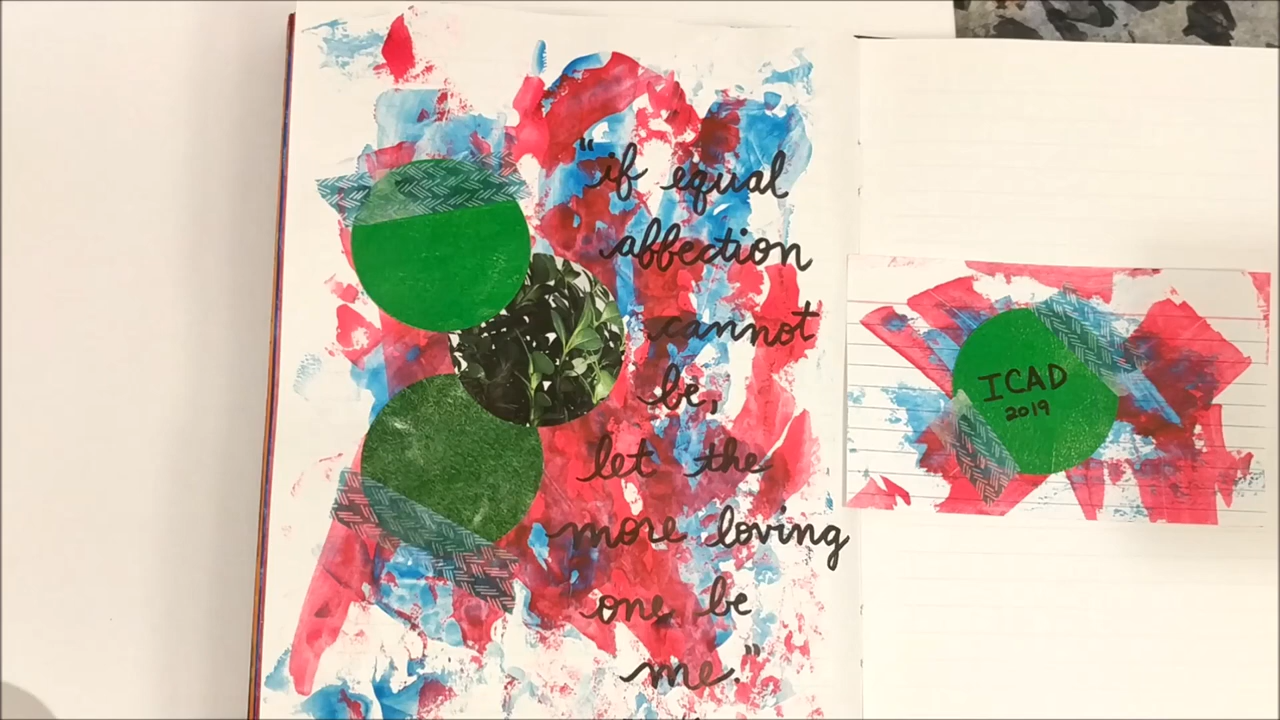 "if equal
affection
cannot
be,
let the
more loving
one be
me."
ICAD
2019